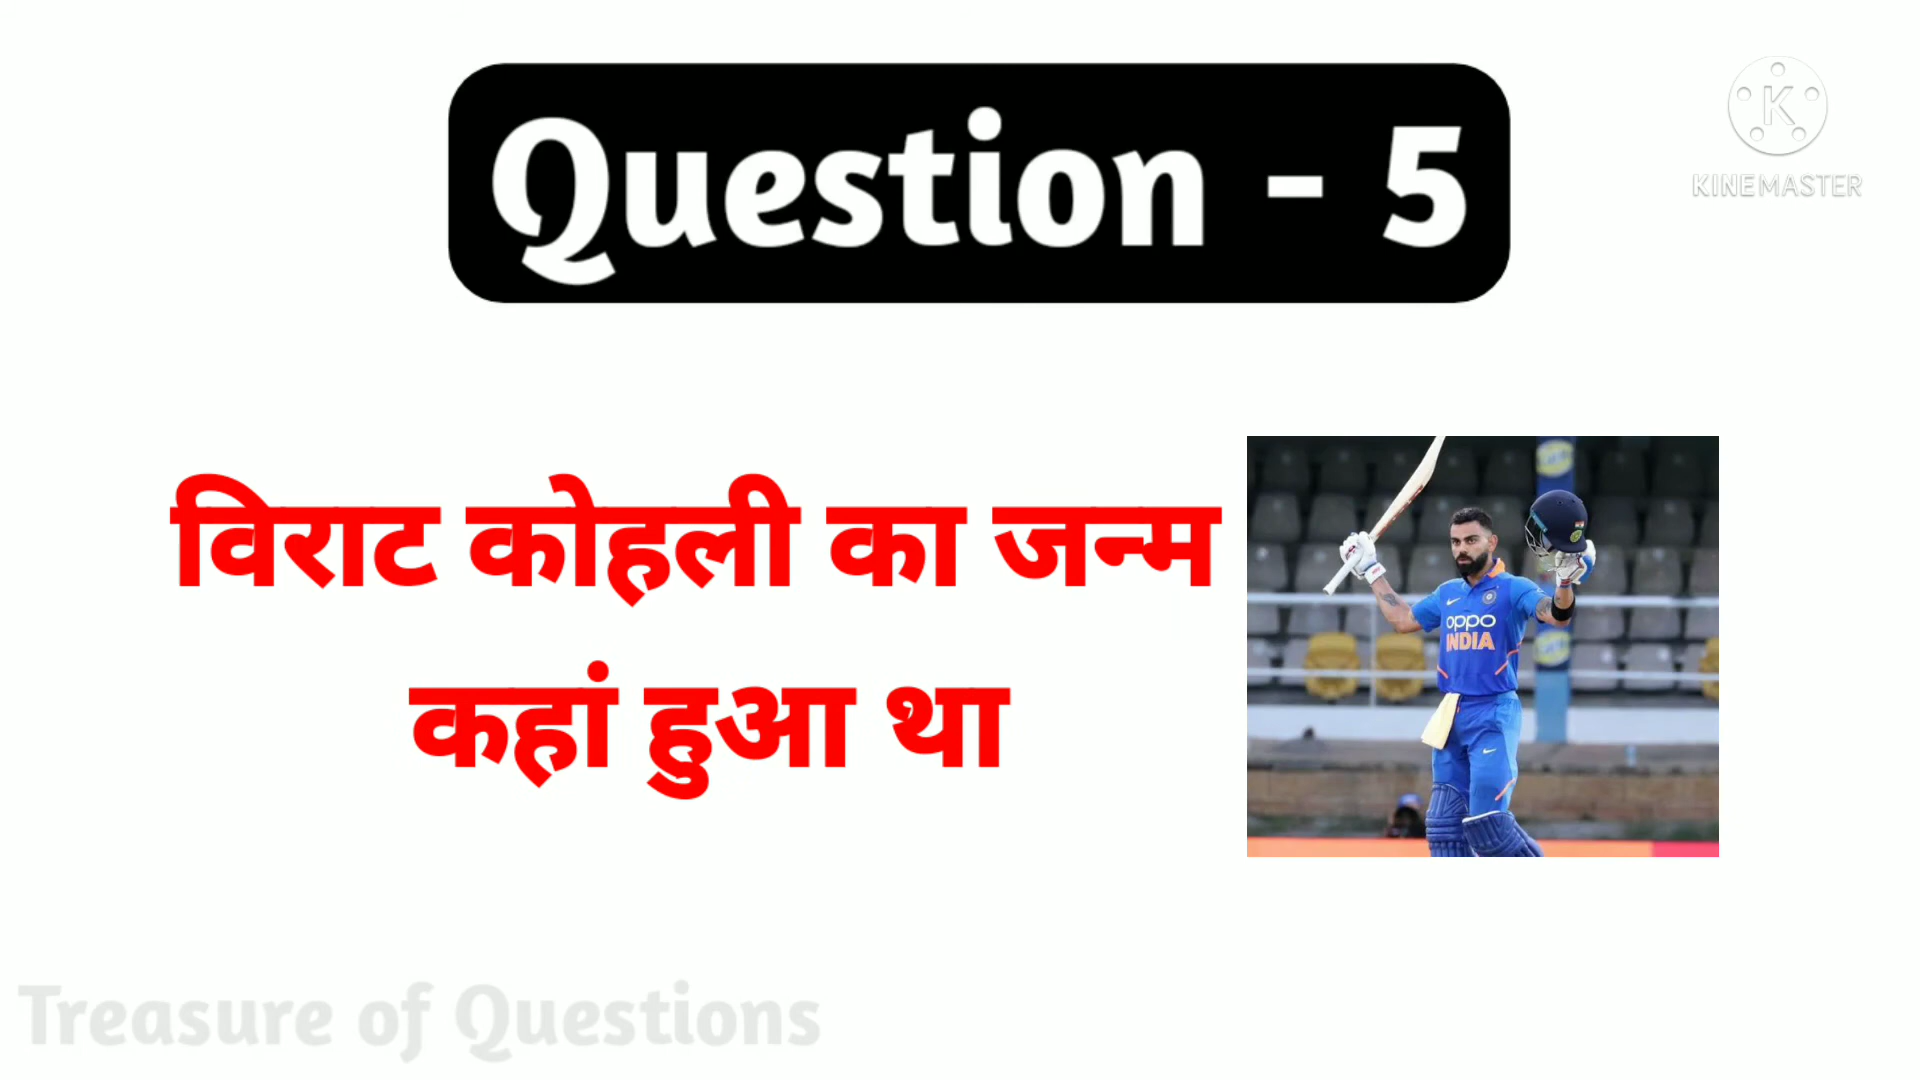 Question - 5
KINEMASTER
विराट कोहली का जन्म
कहां हुआ था
oppo
INDIA
Treasure of Questions